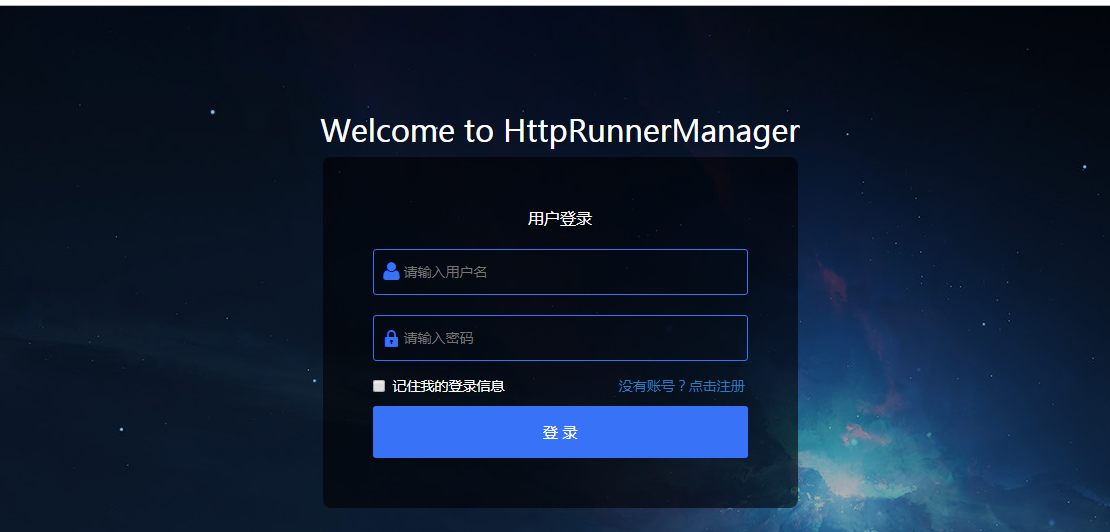 Welcome to HttpRunnerManager
用户登录
请输入用户名
请输入密码
记住我的登录信息
没有账号？点击注册
登 录